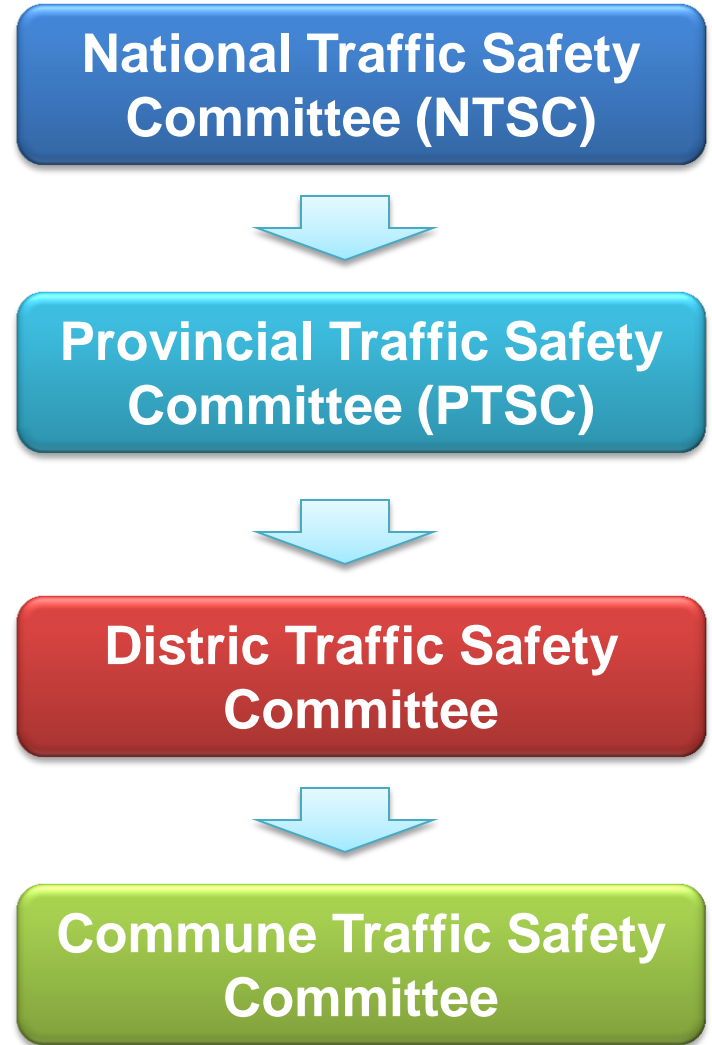 National Traffic Safety
Committee (NTSC)
Provincial Traffic Safety
Committee (PTSC)
Distric Traffic Safety
Committee
Commune Traffic Safety
Committee